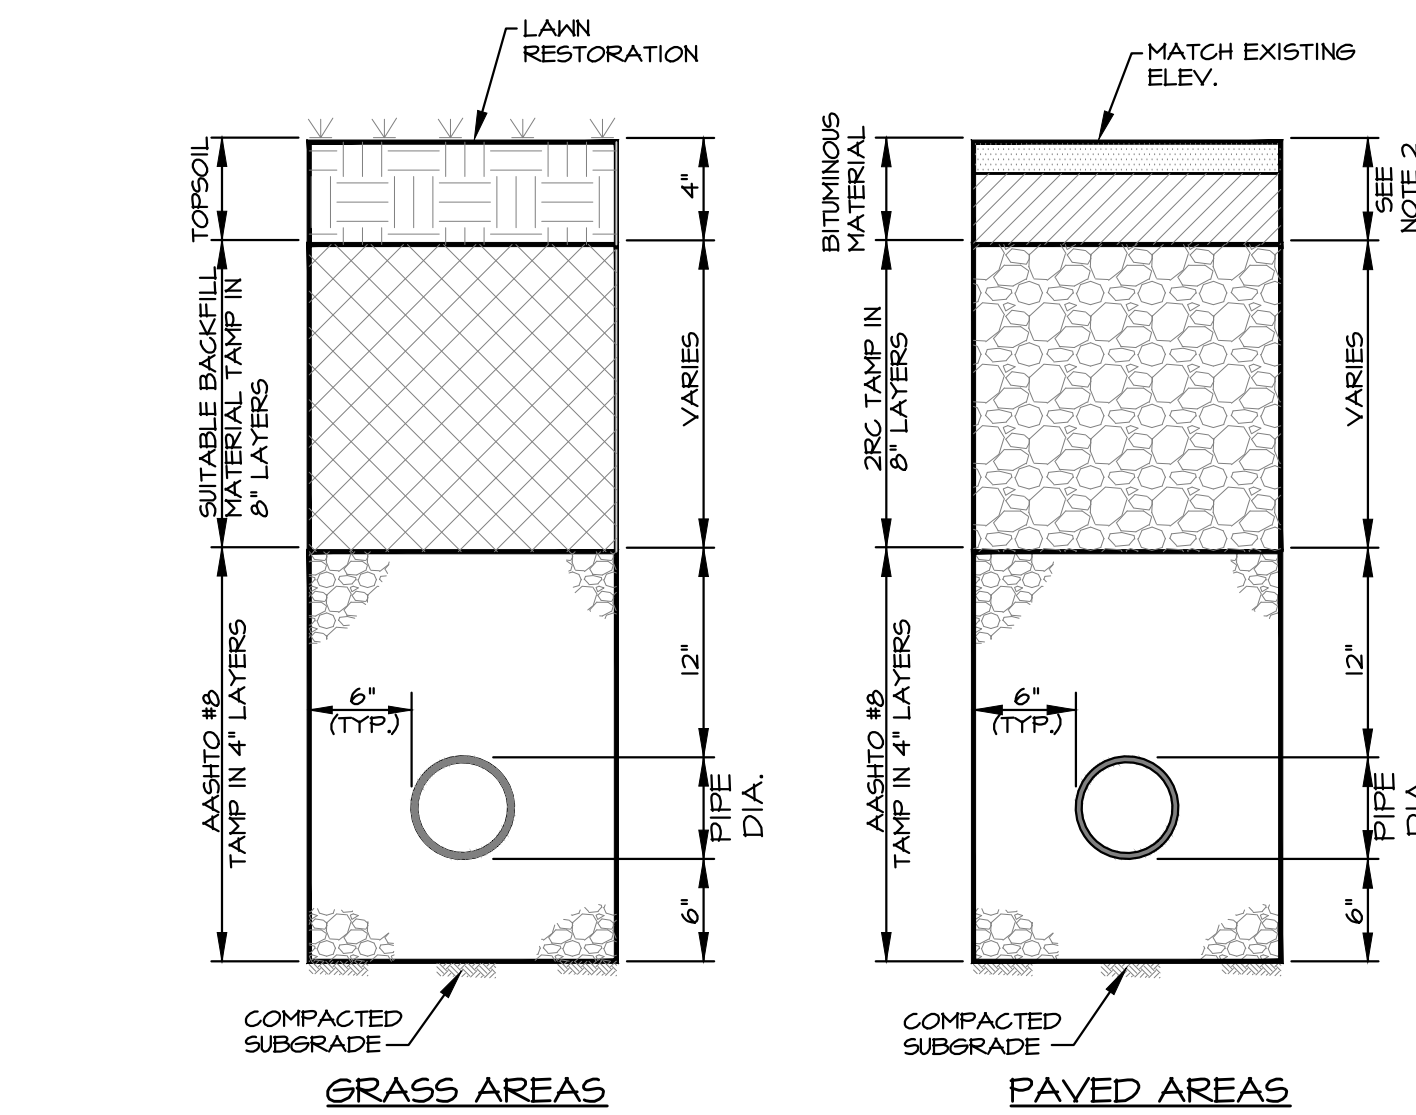 LAWN
RESTORATION
TOPSOIL
4"
SUITABLE BACKFILL
MATERIAL TAMP IN
8" LAYERS
VARIES
AASHTO #8
TAMP IN 4" LAYERS
12"
6"
(TYP.)
PIPE
DIA.
6"
COMPACTED
SUBGRADE
GRASS AREAS
MATCH EXISTING
ELEV.
BITUMINOUS
MATERIAL
SEE
NOTE 2
2RC TAMP IN
8" LAYERS
VARIES
AASHTO #8
TAMP IN 4" LAYERS
12"
6"
(TYP.)
PIPE
6"
COMPACTED
SUBGRADE
PAVED AREAS